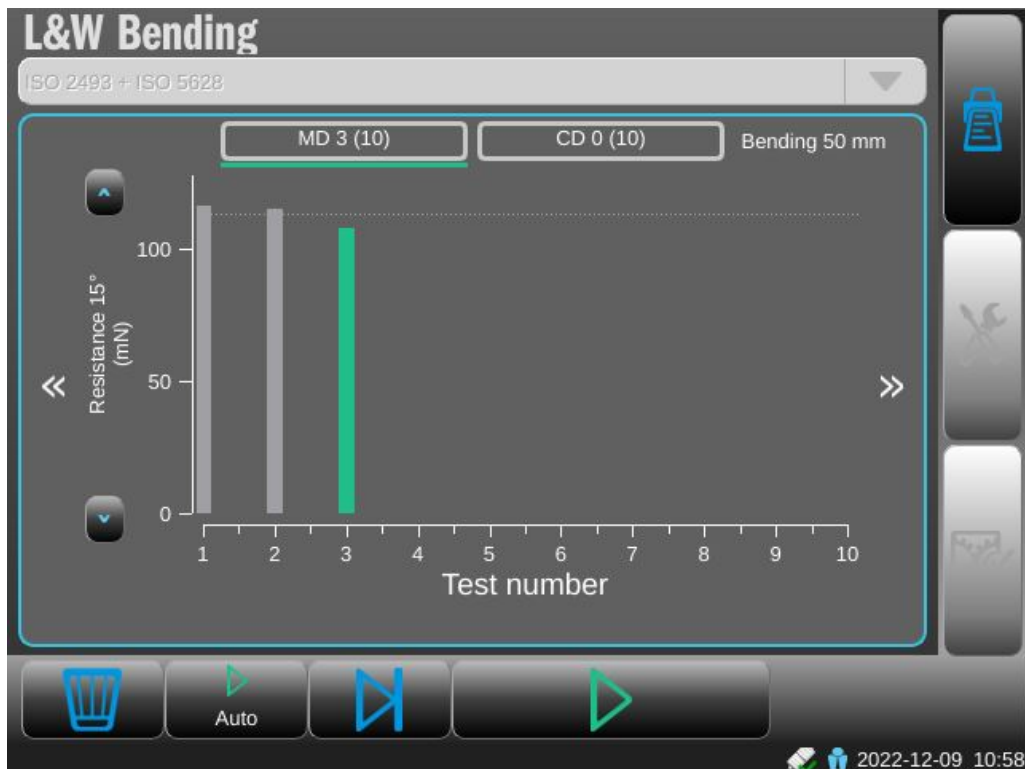 L&W Bending
ISO 2493 + ISO 5628
MD 3 (10)
CD 0 (10)
Bending 50 mm
Resistance 15°
(mN)
100
50
0
1 2 3 4 5 6 7 8 9 10
Test number
Auto
2022-12-09 10:58